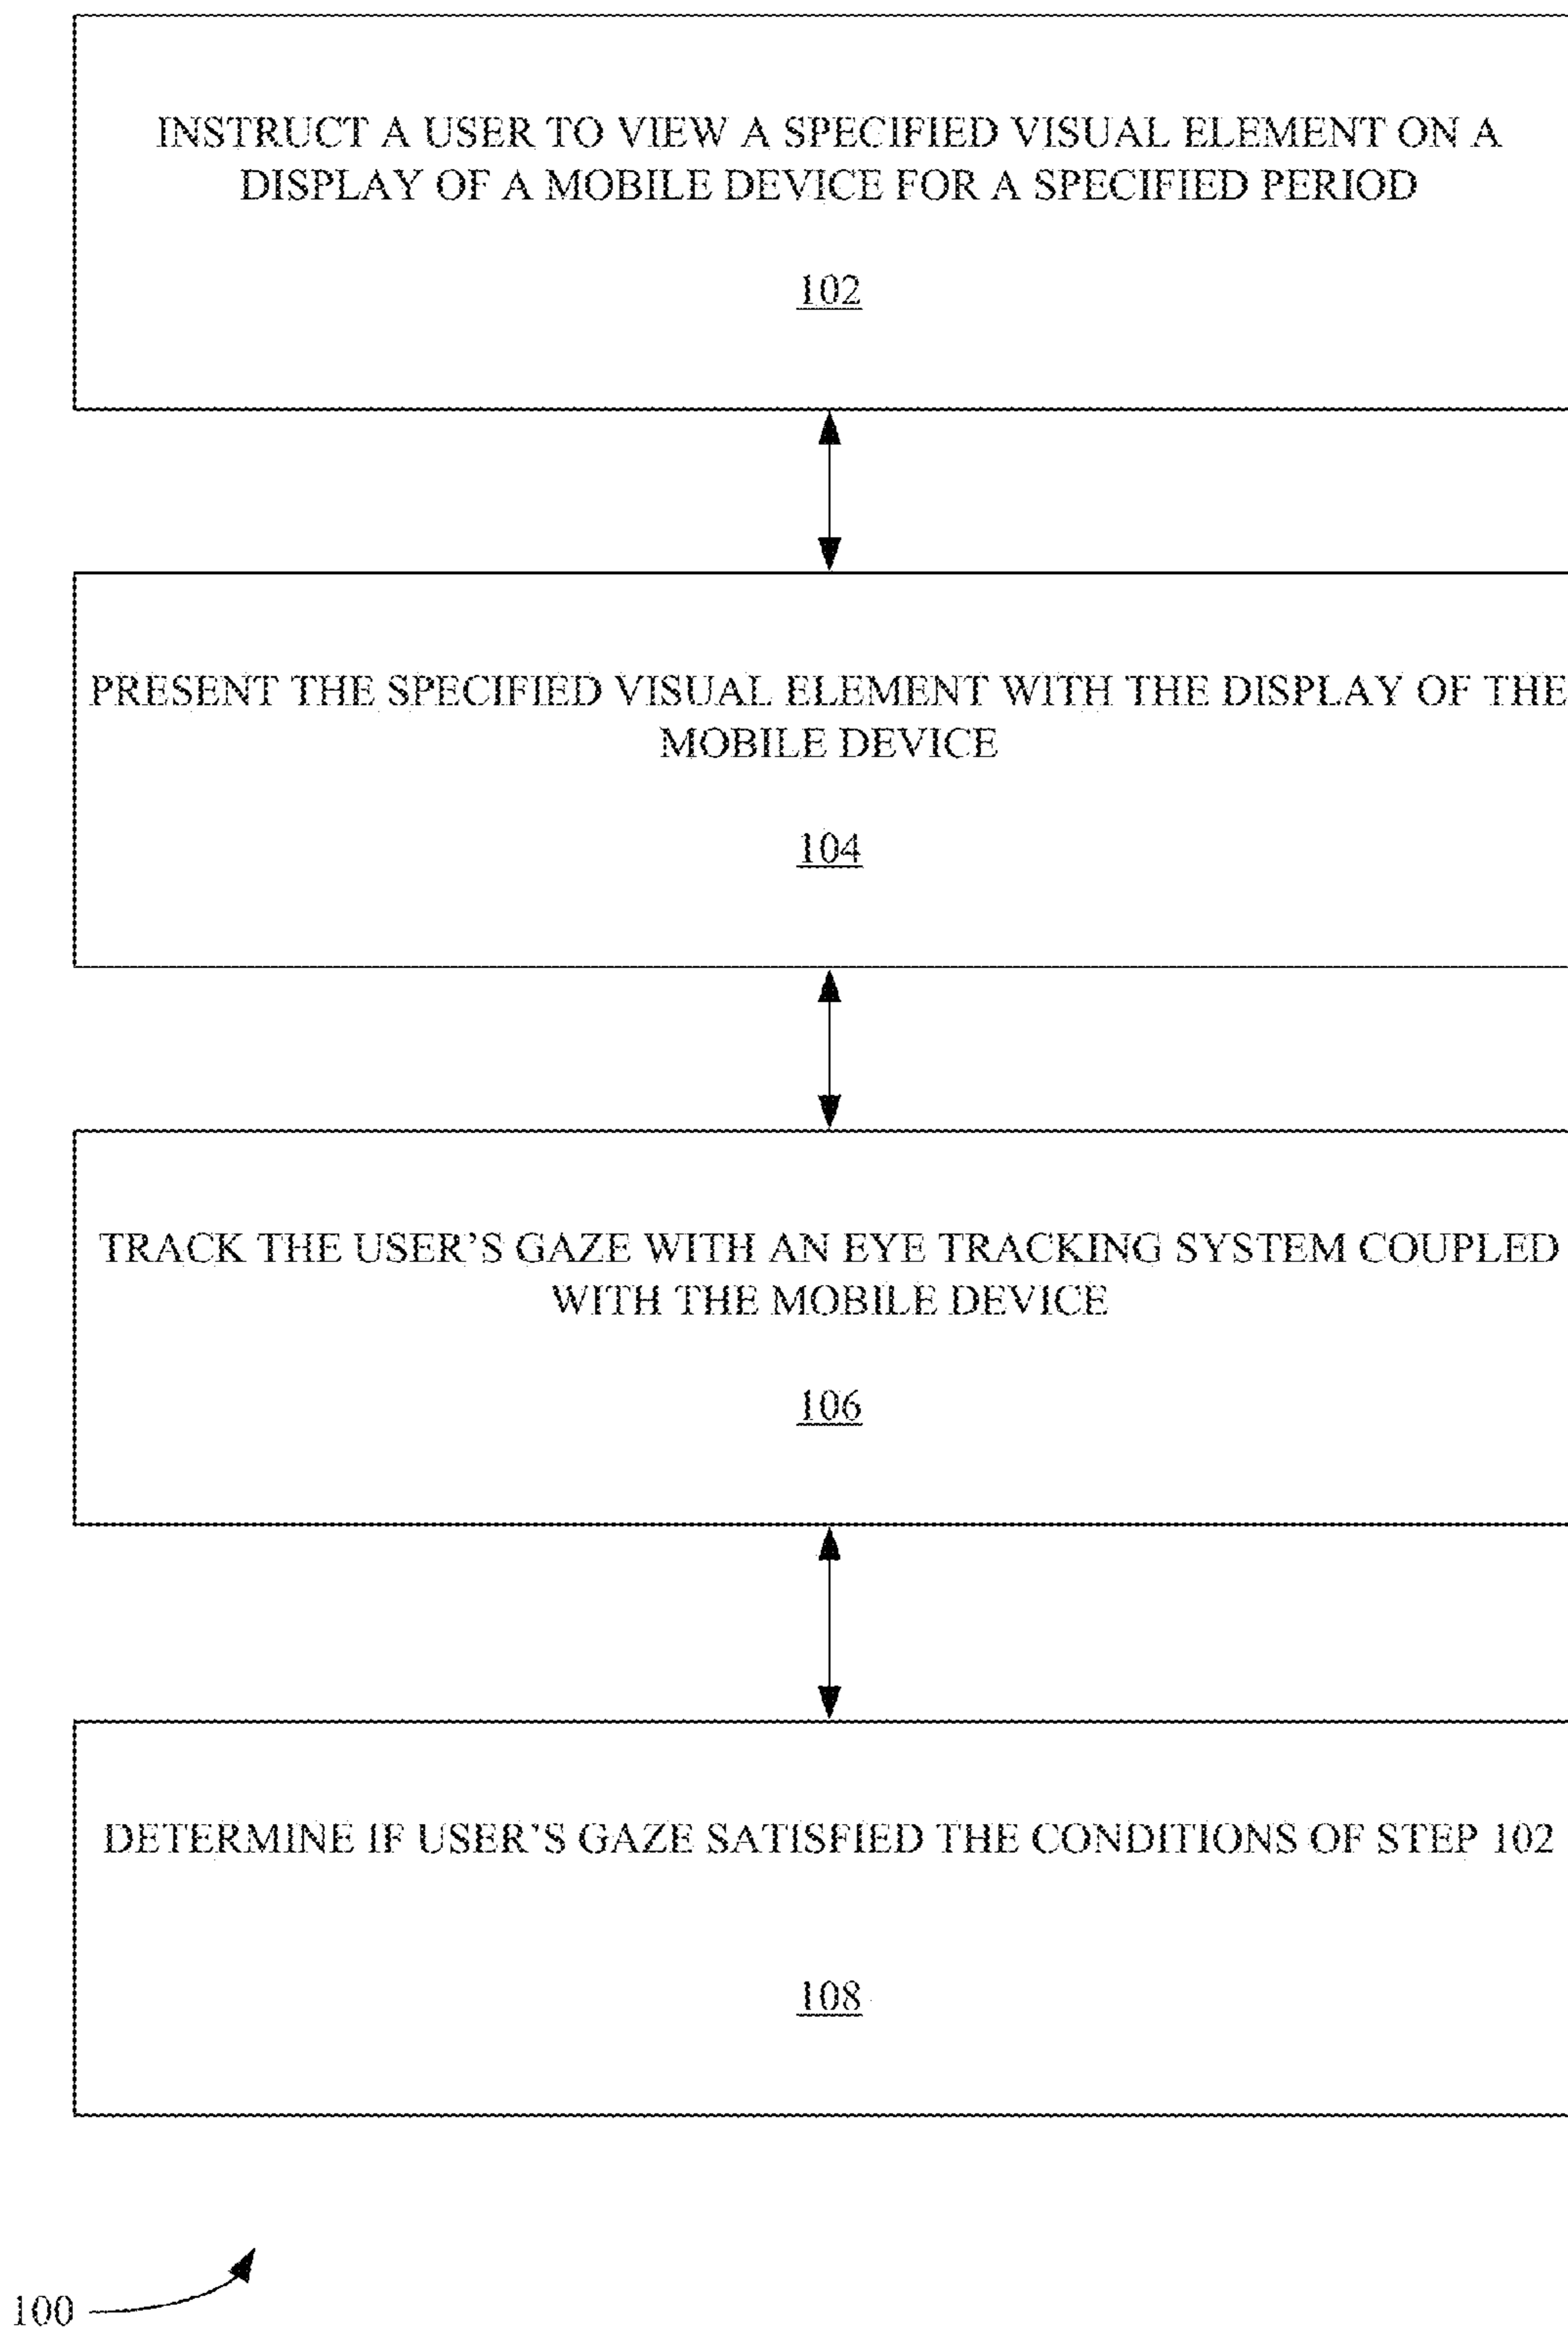 INSTRUCT A USER TO VIEW A SPECIFIED VISUAL ELEMENT ON A
DISPLAY OF A MOBILE DEVICE FOR A SPECIFIED PERIOD
102
PRESENT THE SPECIFIED VISUAL ELEMENT WITH THE DISPLAY OF THE
MOBILE DEVICE
104
TRACK THE USER’S GAZE WITH AN EYE TRACKING SYSTEM COUPLED
WITH THE MOBILE DEVICE
106
DETERMINE IF USER’S GAZE SATISFIED THE CONDITIONS OF STEP 102
108
100